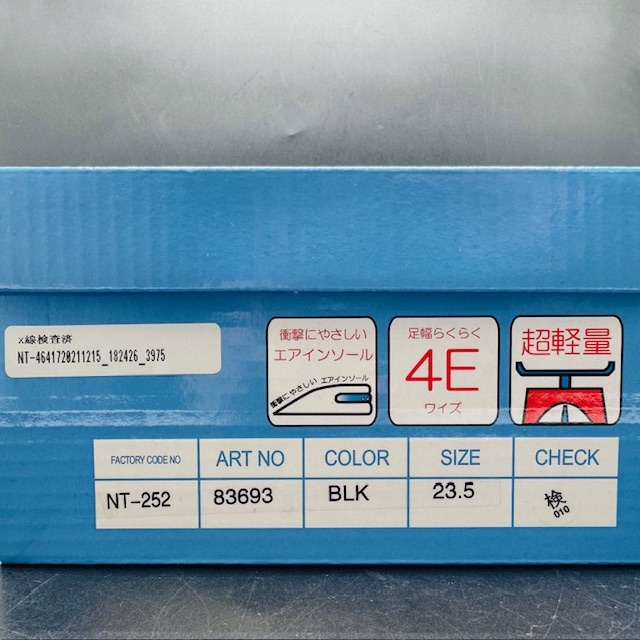 x線検査済
NT-4641720211215_182426_3975
衝撃にやさしい
エアインソール
衝撃にやさしい エアインソール
足幅らくらく
4E
ワイズ
超軽量
FACTORY CODE NO
ART NO
COLOR
SIZE
CHECK
NT-252
83693
BLK
23.5
検
010